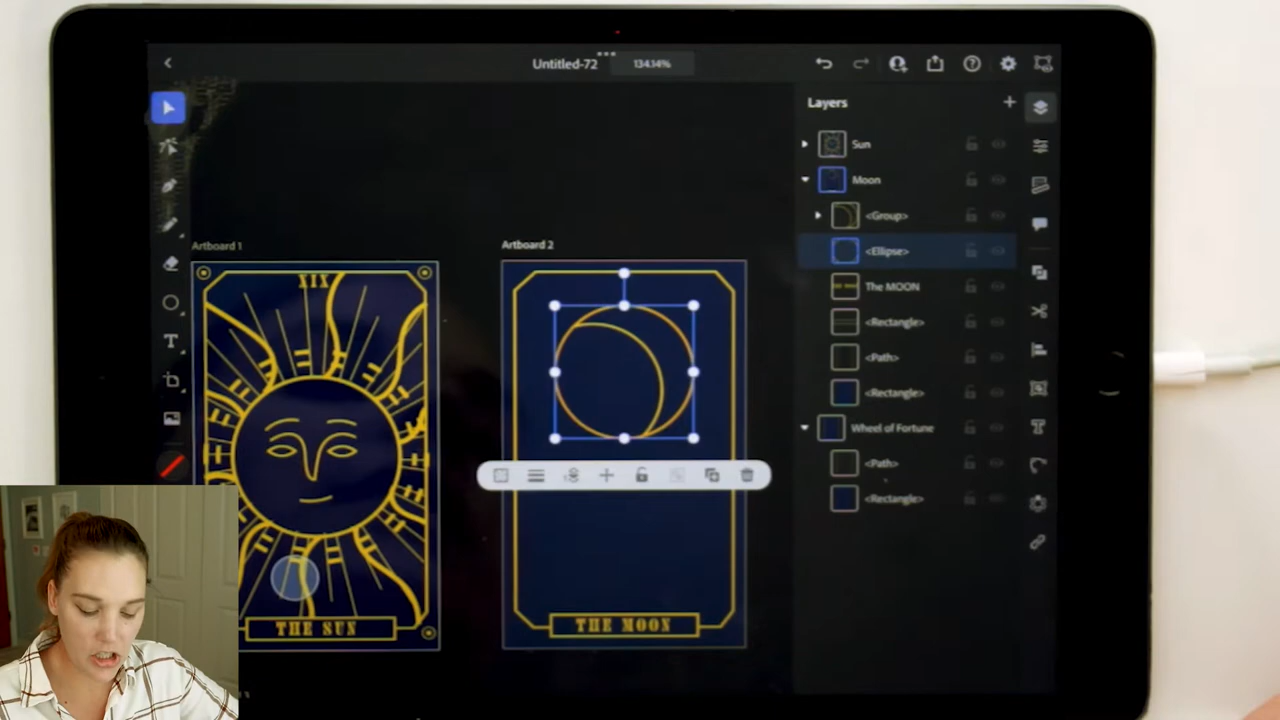 Untitled-72
134.14%
Layers
Sun
Moon
<Group>
<Ellipse>
The MOON
<Rectangle>
<Path>
<Rectangle>
Wheel of Fortune
<Path>
<Rectangle>
Artboard 1
Artboard 2
XIX
THE SUN
THE MOON